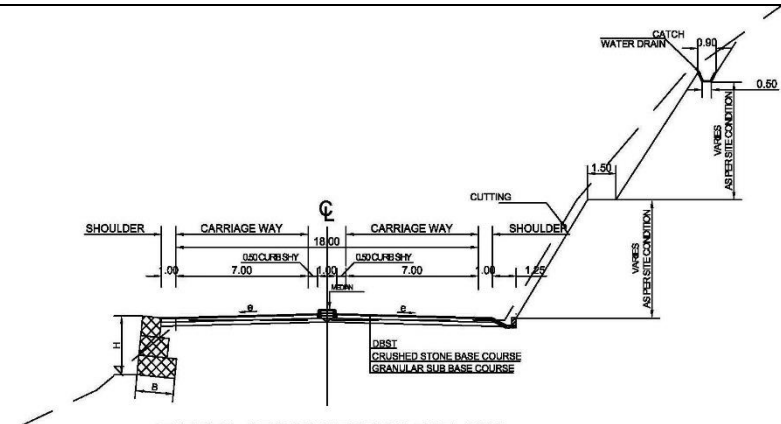 CATCH
WATER DRAIN
0.90
0.50
VARIES
AS PER SITE CONDITION
1.50
CUTTING
VARIES
AS PER SITE CONDITION
℄
SHOULDER CARRIAGE WAY CARRIAGE WAY SHOULDER
18.00
0.50 CURB SHY 0.50 CURB SHY
1.00 7.00 1.00 7.00 1.00 1.25
MEDIAN
e e
H
B
DBST
CRUSHED STONE BASE COURSE
GRANULAR SUB BASE COURSE